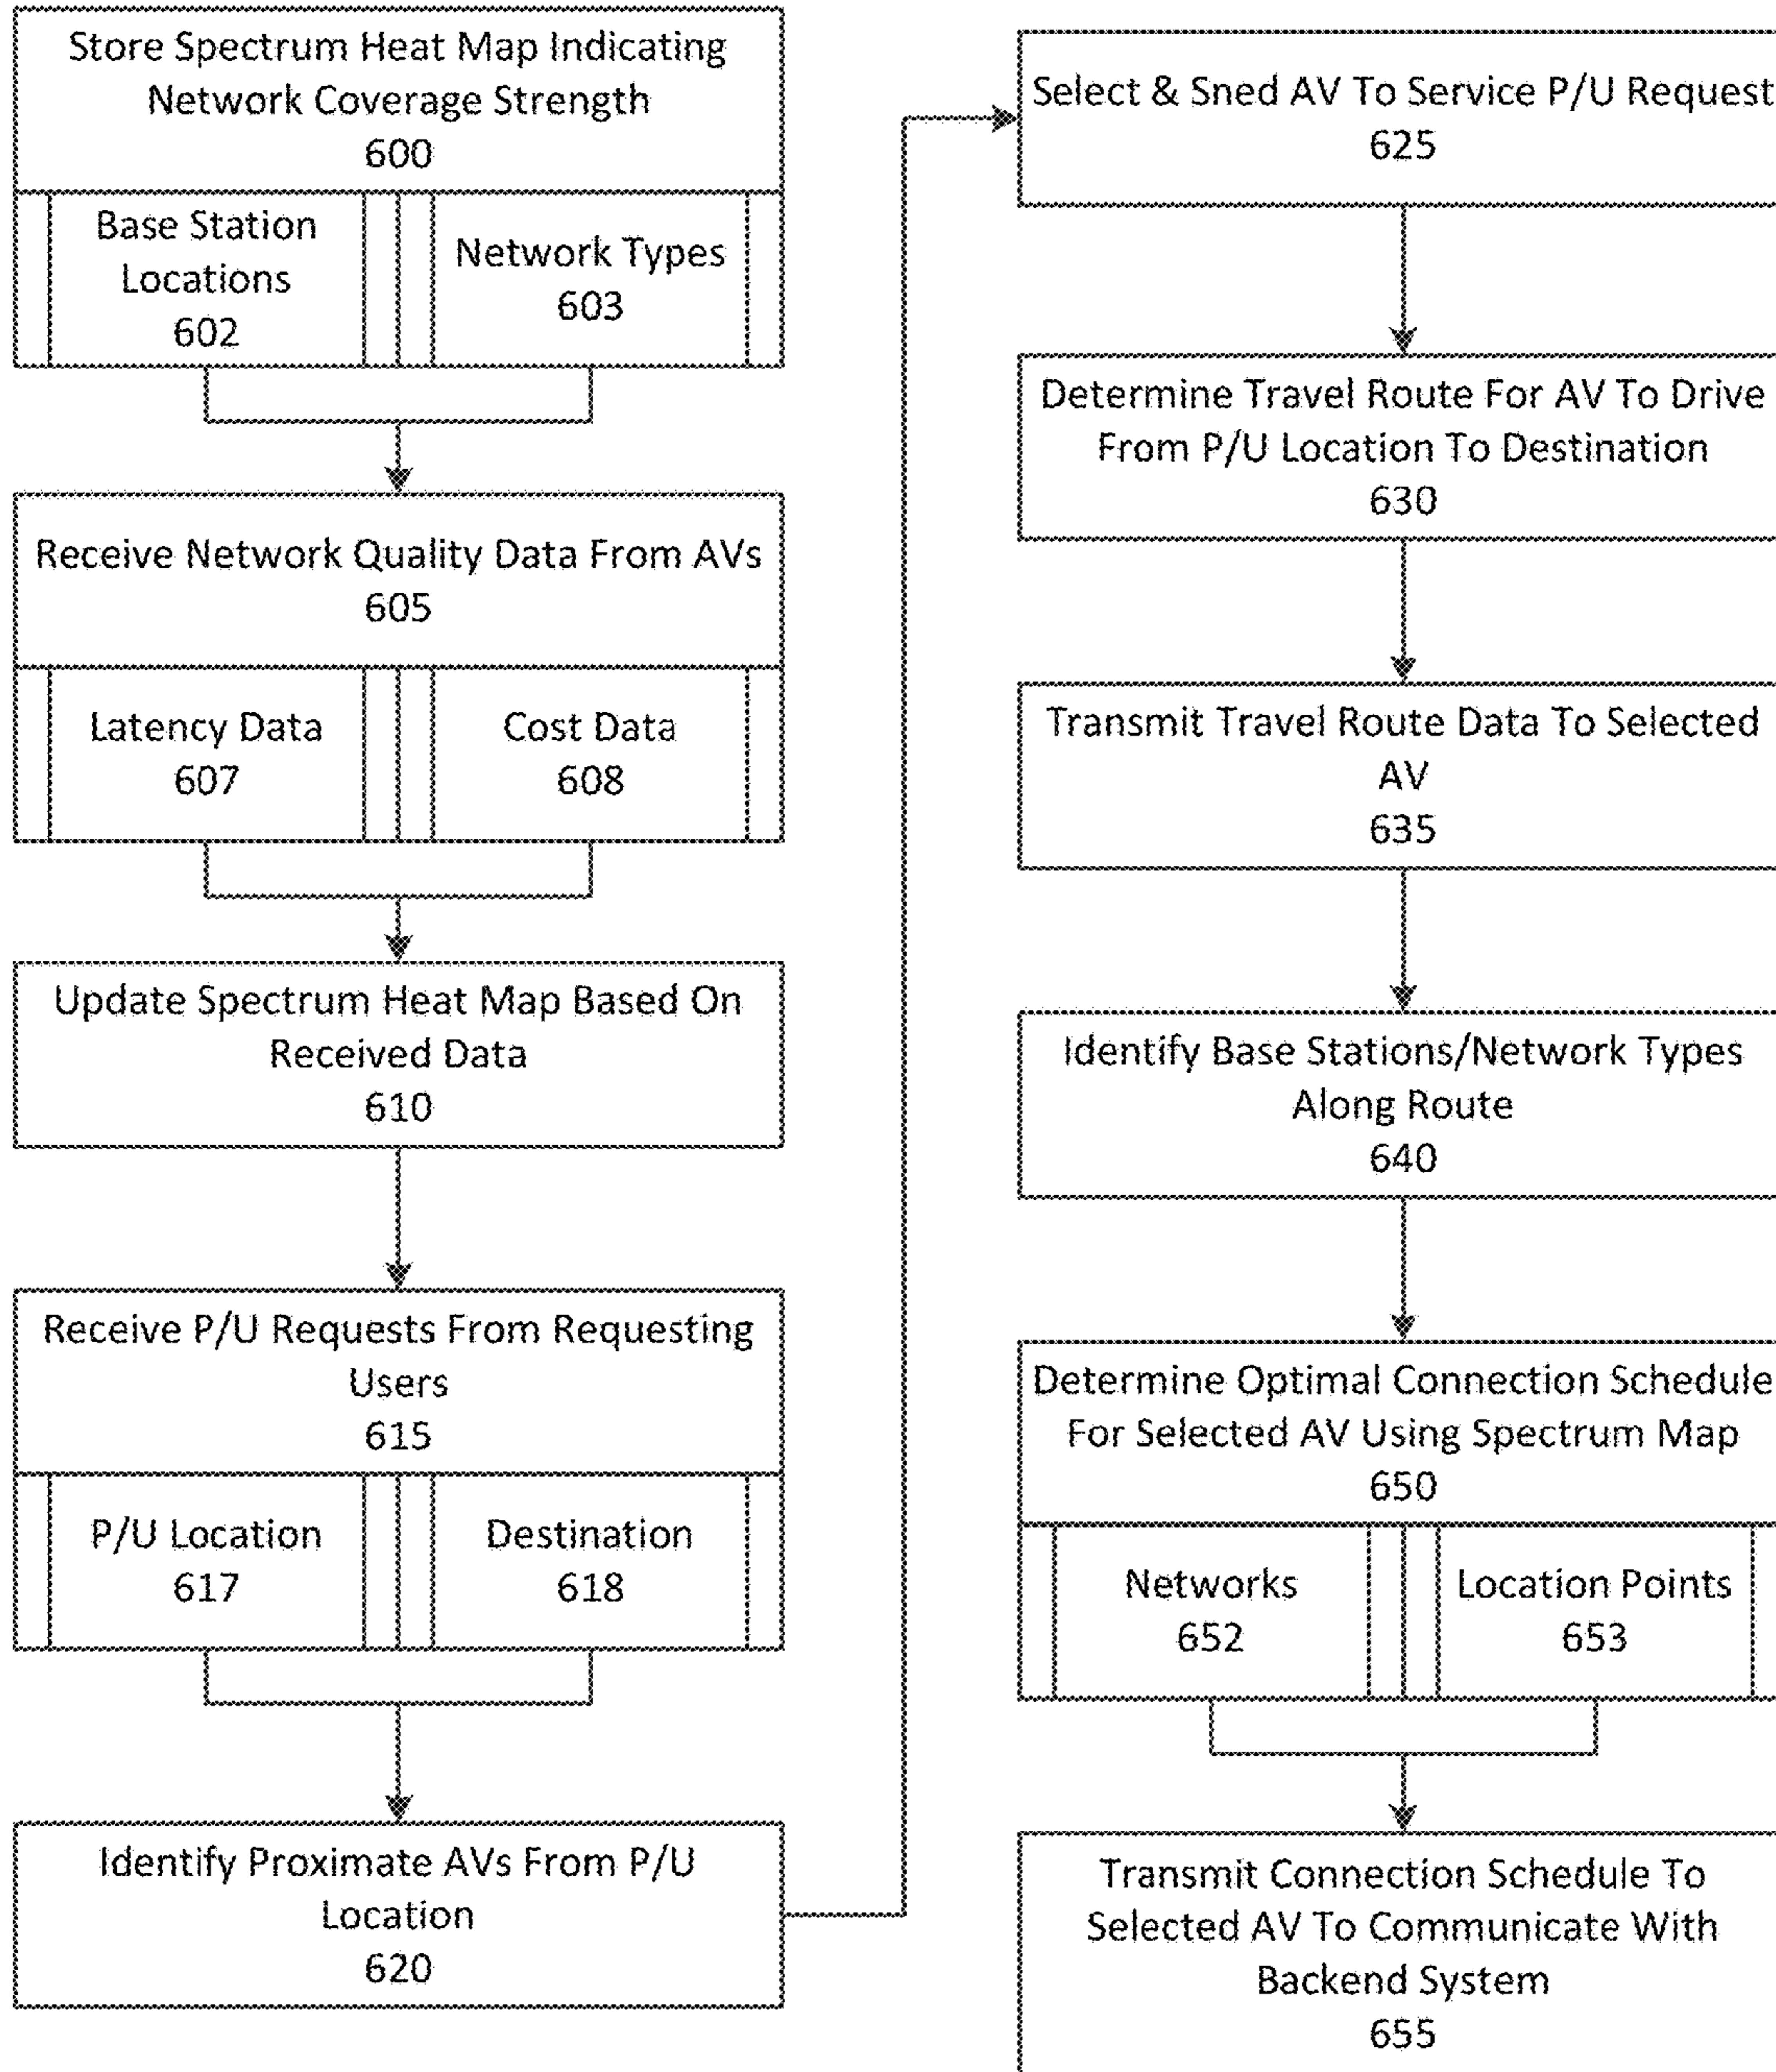 Store Spectrum Heat Map Indicating
Network Coverage Strength
600
Base Station
Locations
602
Network Types
603
Receive Network Quality Data From AVs
605
Latency Data
607
Cost Data
608
Update Spectrum Heat Map Based On
Received Data
610
Receive P/U Requests From Requesting
Users
615
P/U Location
617
Destination
618
Identify Proximate AVs From P/U
Location
620
Select & Sned AV To Service P/U Request
625
Determine Travel Route For AV To Drive
From P/U Location To Destination
630
Transmit Travel Route Data To Selected
AV
635
Identify Base Stations/Network Types
Along Route
640
Determine Optimal Connection Schedule
For Selected AV Using Spectrum Map
650
Networks
652
Location Points
653
Transmit Connection Schedule To
Selected AV To Communicate With
Backend System
655